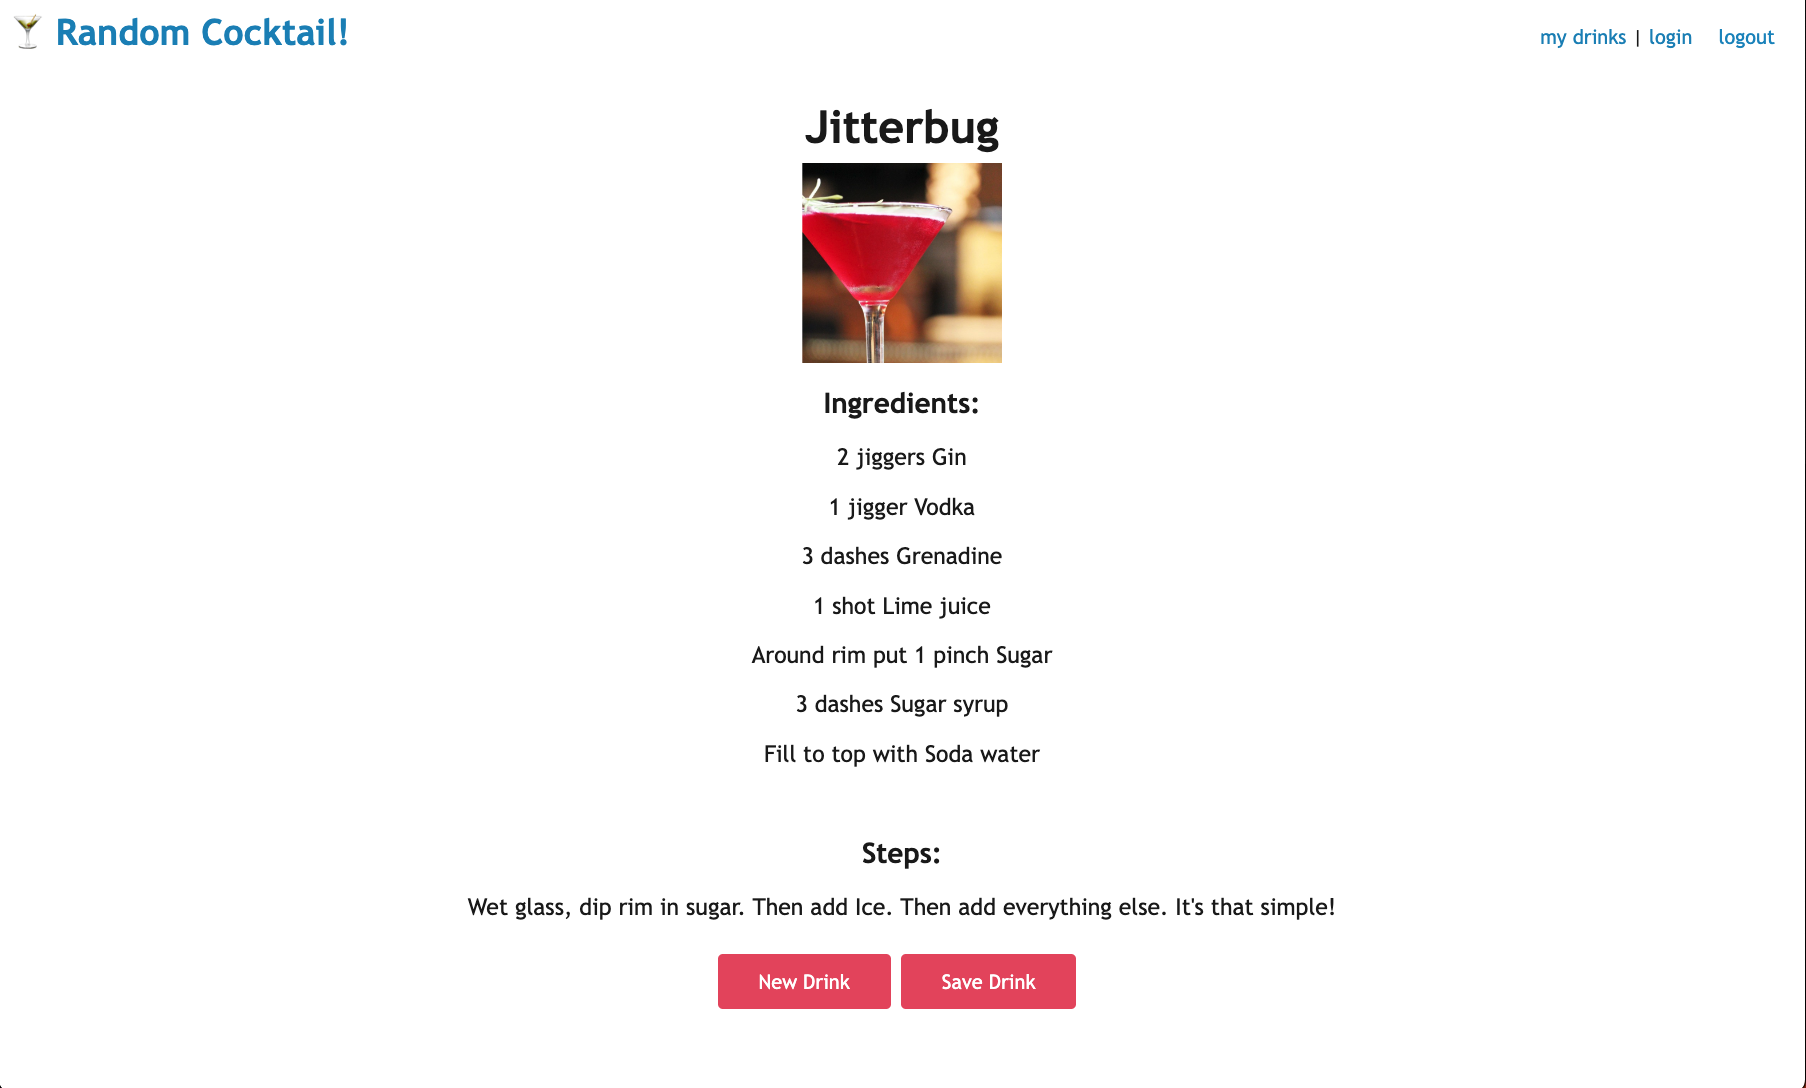 Random Cocktail!
my drinks | login logout
Jitterbug
Ingredients:
2 jiggers Gin
1 jigger Vodka
3 dashes Grenadine
1 shot Lime juice
Around rim put 1 pinch Sugar
3 dashes Sugar syrup
Fill to top with Soda water
Steps:
Wet glass, dip rim in sugar. Then add Ice. Then add everything else. It's that simple!
New Drink Save Drink